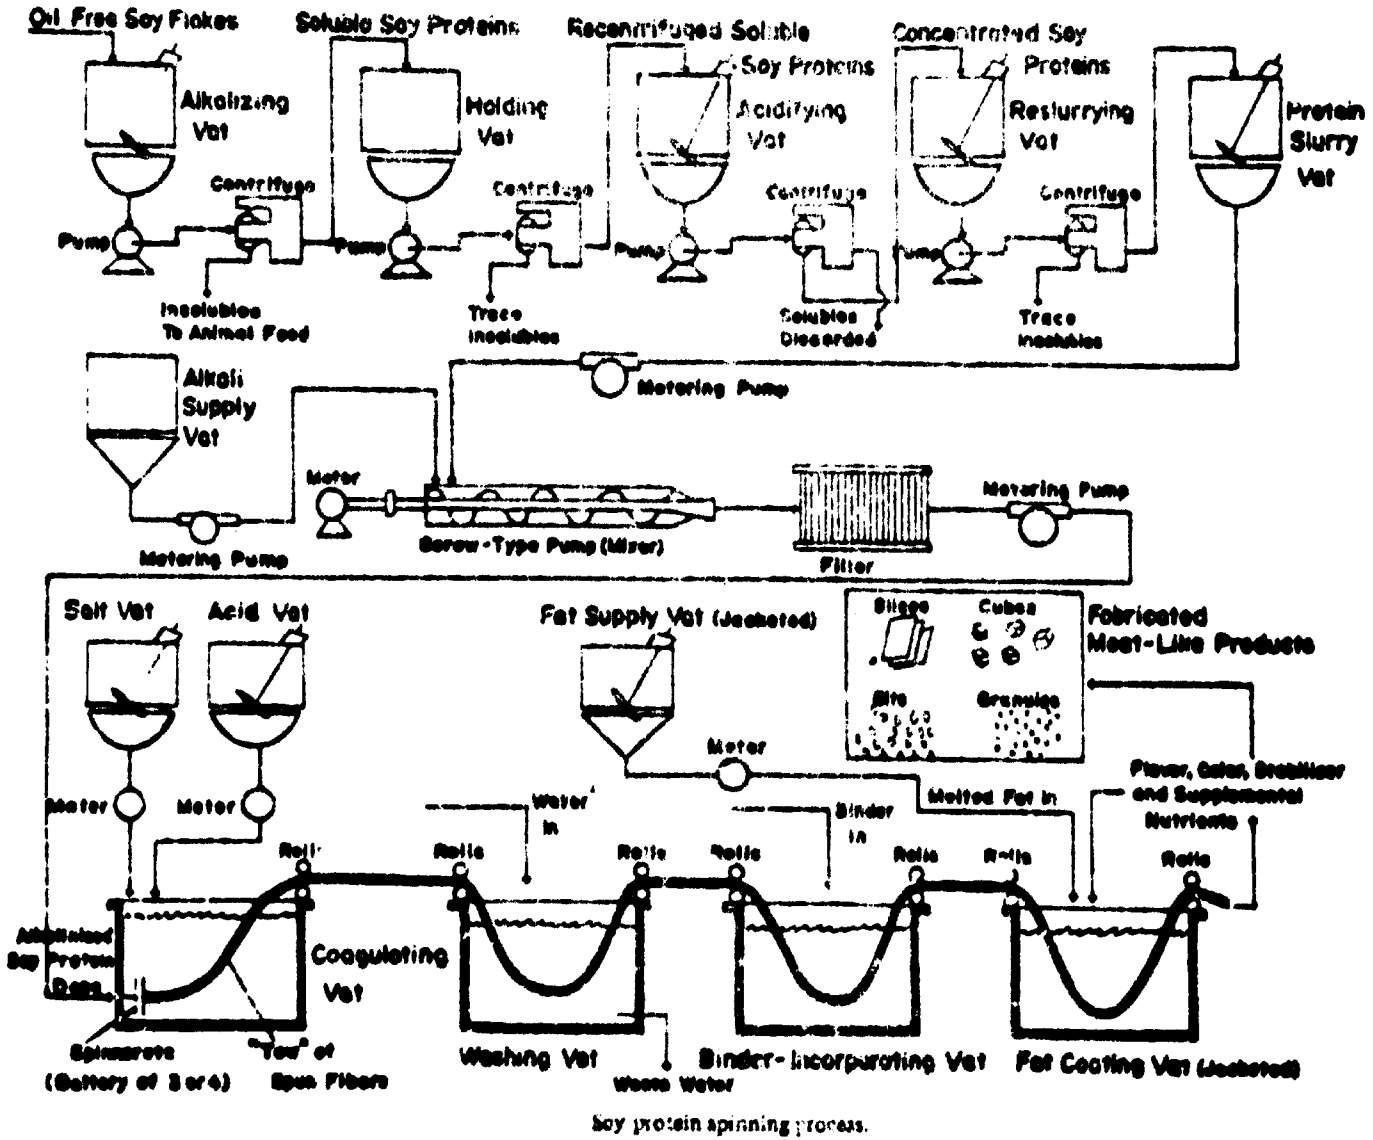 Oil Free Soy Flakes
Soluble Soy Proteins
Recentrifuged Soluble
Soy Proteins
Concentrated Soy
Proteins
Alkalizing
Vat
Holding
Vat
Acidifying
Vat
Reslurrying
Vat
Protein
Slurry
Vat
Centrifuge
Centrifuge
Centrifuge
Centrifuge
Pump
Pump
Pump
Pump
Insolubles
To Animal Feed
Trace
Insolubles
Solubles
Discarded
Trace
Insolubles
Metering Pump
Alkali
Supply
Vat
Motor
Metering Pump
Metering Pump
Screw-Type Pump (Mixer)
Filter
Salt Vat
Acid Vat
Fat Supply Vat (Jacketed)
Slices
Cubes
Bits
Granules
Fabricated
Meat-Like Products
Meter
Meter
Meter
Water
In
Binder
In
Melted Fat In
Flavor, Color, Stabilizer
and Supplemental
Nutrients
Rolls
Rolls
Rolls
Rolls
Rolls
Rolls
Rolls
Alkalinized
Soy Protein
Dope
Coagulating
Vat
Spinnerets
(Battery of 3 or 4)
"Tow" of
Spun Fibers
Washing Vat
Waste Water
Binder-Incorporating Vat
Fat Coating Vat (Jacketed)
Soy protein spinning process.